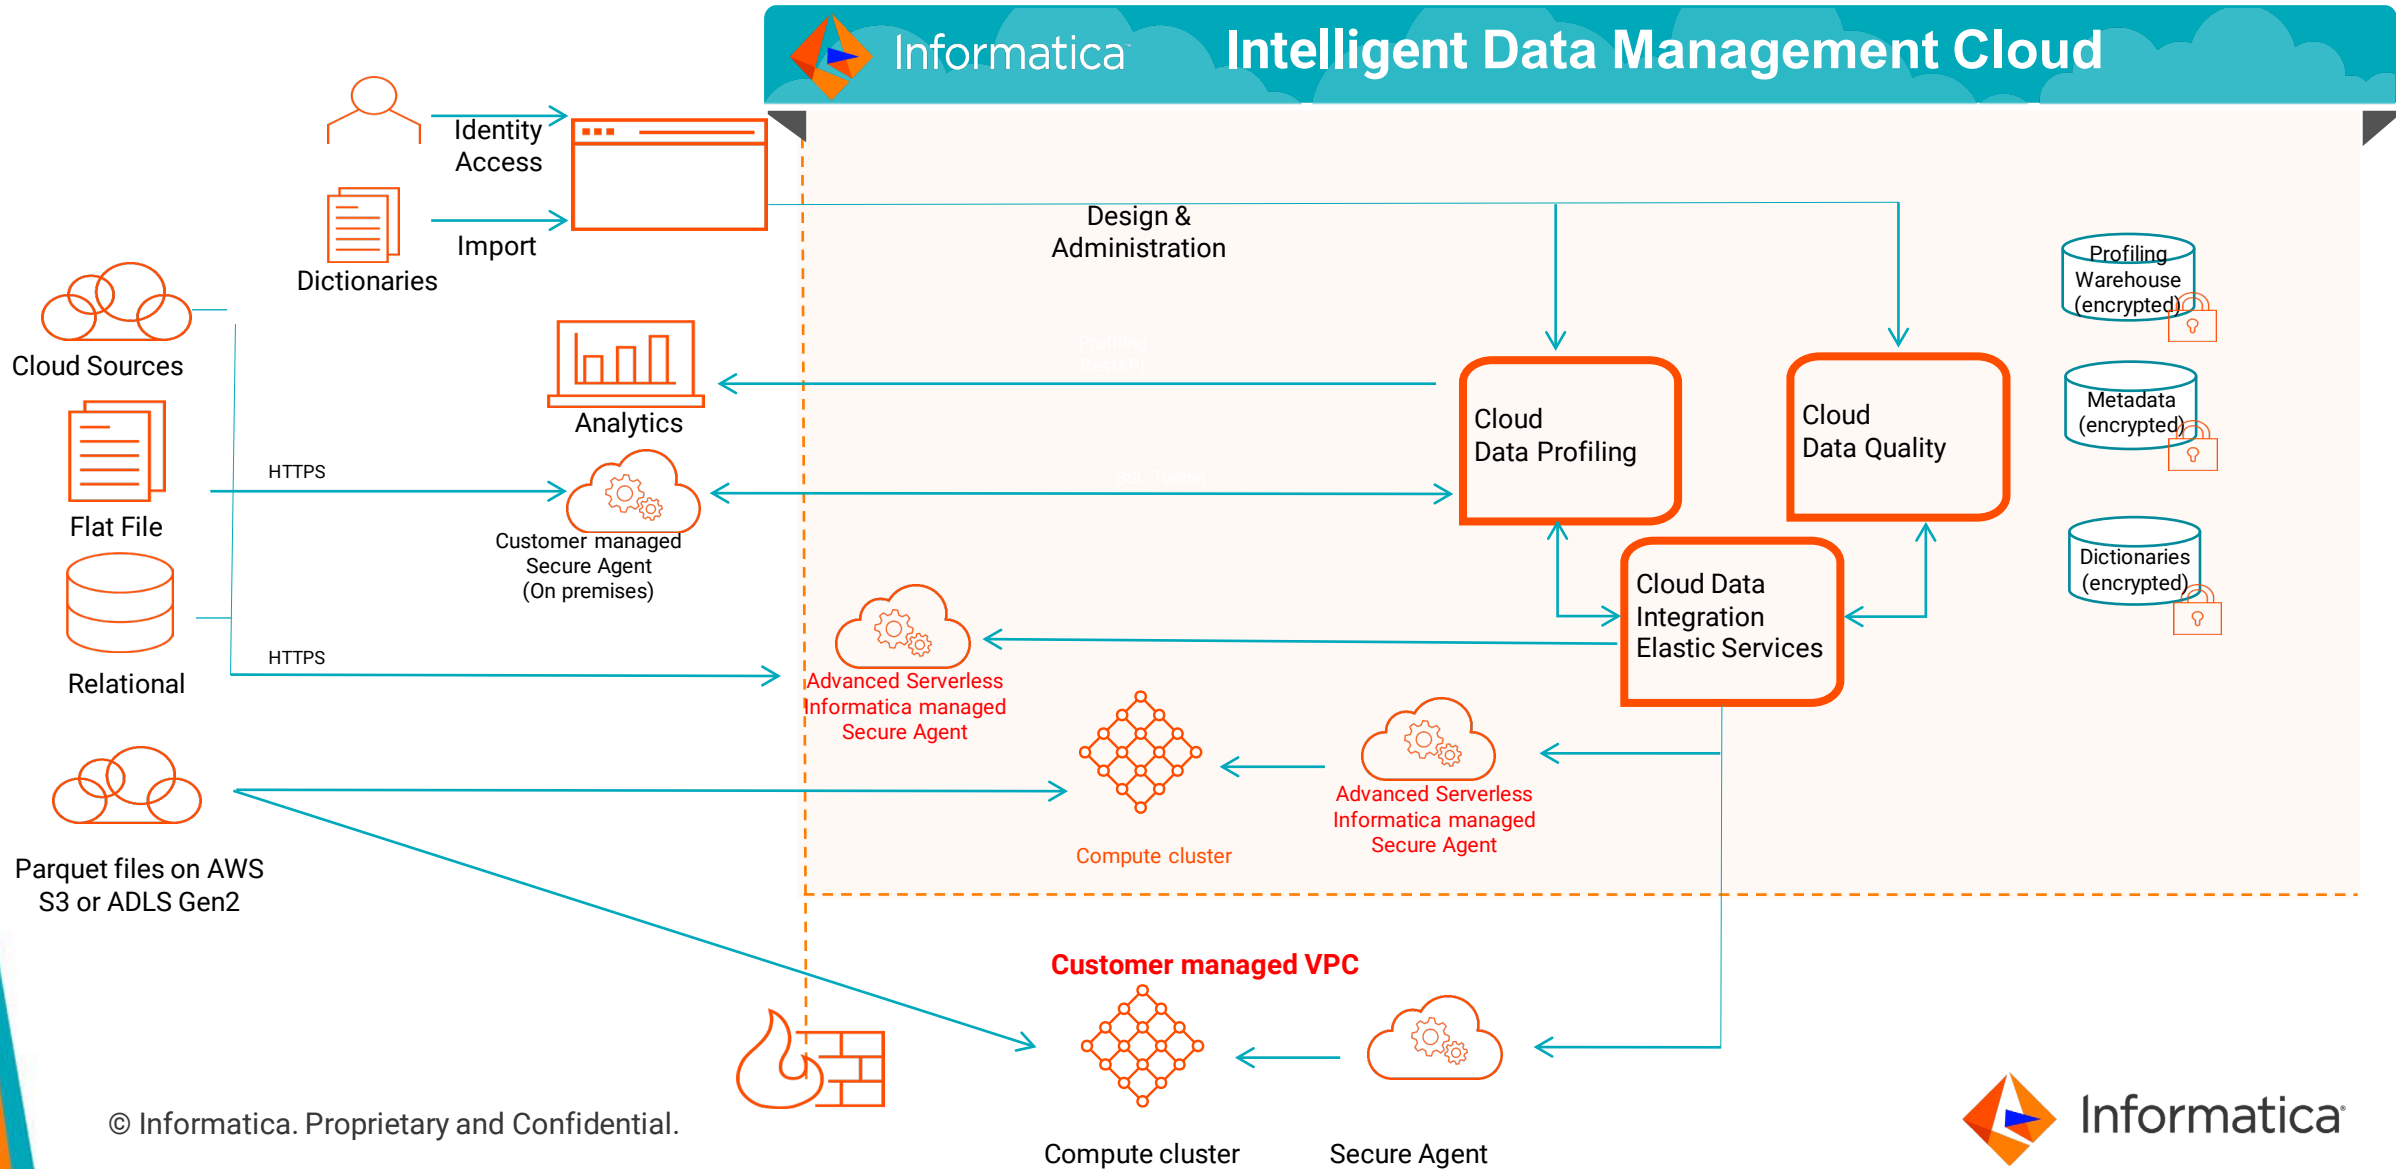 Informatica
Intelligent Data Management Cloud
Identity
Access
Import
Dictionaries
Design &
Administration
Profiling
Warehouse
(encrypted)
Cloud Sources
Profiling
RestAPI
Analytics
Metadata
(encrypted)
Cloud
Data Profiling
Cloud
Data Quality
HTTPS
SSL Tunnel
Flat File
Customer managed
Secure Agent
(On premises)
Dictionaries
(encrypted)
Cloud Data
Integration
Elastic Services
HTTPS
Relational
Advanced Serverless
Informatica managed
Secure Agent
Advanced Serverless
Informatica managed
Secure Agent
Compute cluster
Parquet files on AWS
S3 or ADLS Gen2
Customer managed VPC
© Informatica. Proprietary and Confidential.
Compute cluster
Secure Agent
Informatica